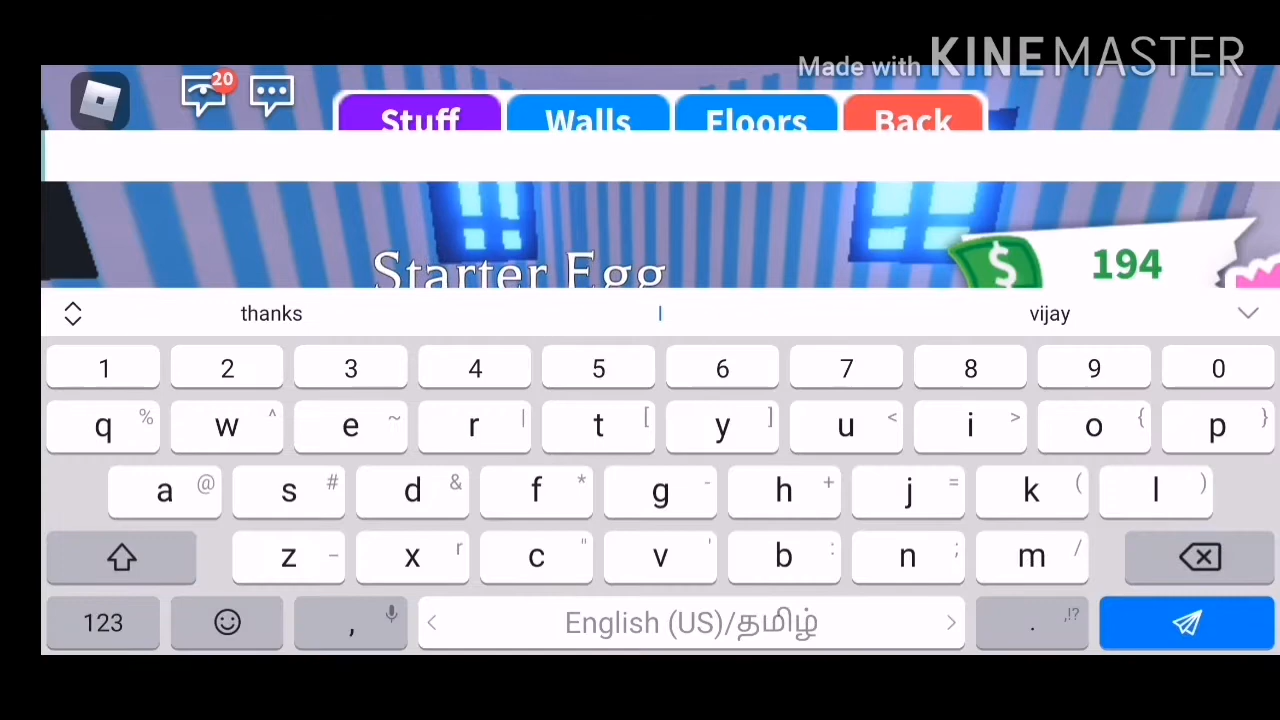 Made with KINEMASTER
20
Stuff Walls Floors Back
Starter Egg
$ 194
thanks I vijay
1 2 3 4 5 6 7 8 9 0
q % w ^ e ~ r | t [ y ] u < i > o { p }
a @ s # d & f * g - h + j = k ( l )
z _ x r c " v ' b : n ; m /
123 , < English (US)/தமிழ் > . ,!?